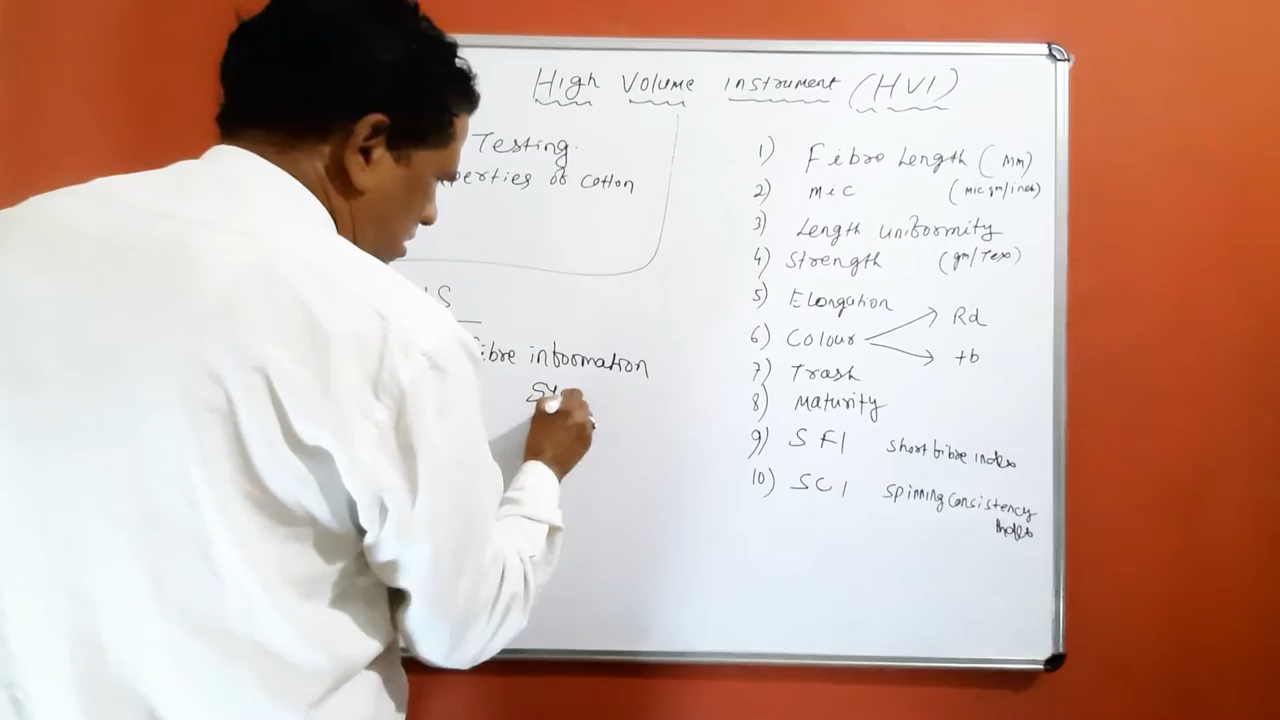 High Volume Instrument (HVI)
Testing.
perties of Cotton
S
ibre information
Sy
1) Fibre Length (mm)
2) mic (mic gm/inch)
3) Length uniformity
4) Strength (gm/Tex)
5) Elongation
6) Colour Rd
+b
7) Trash
8) Maturity
9) SFI short fibre index
10) SCI spinning consistency
Index